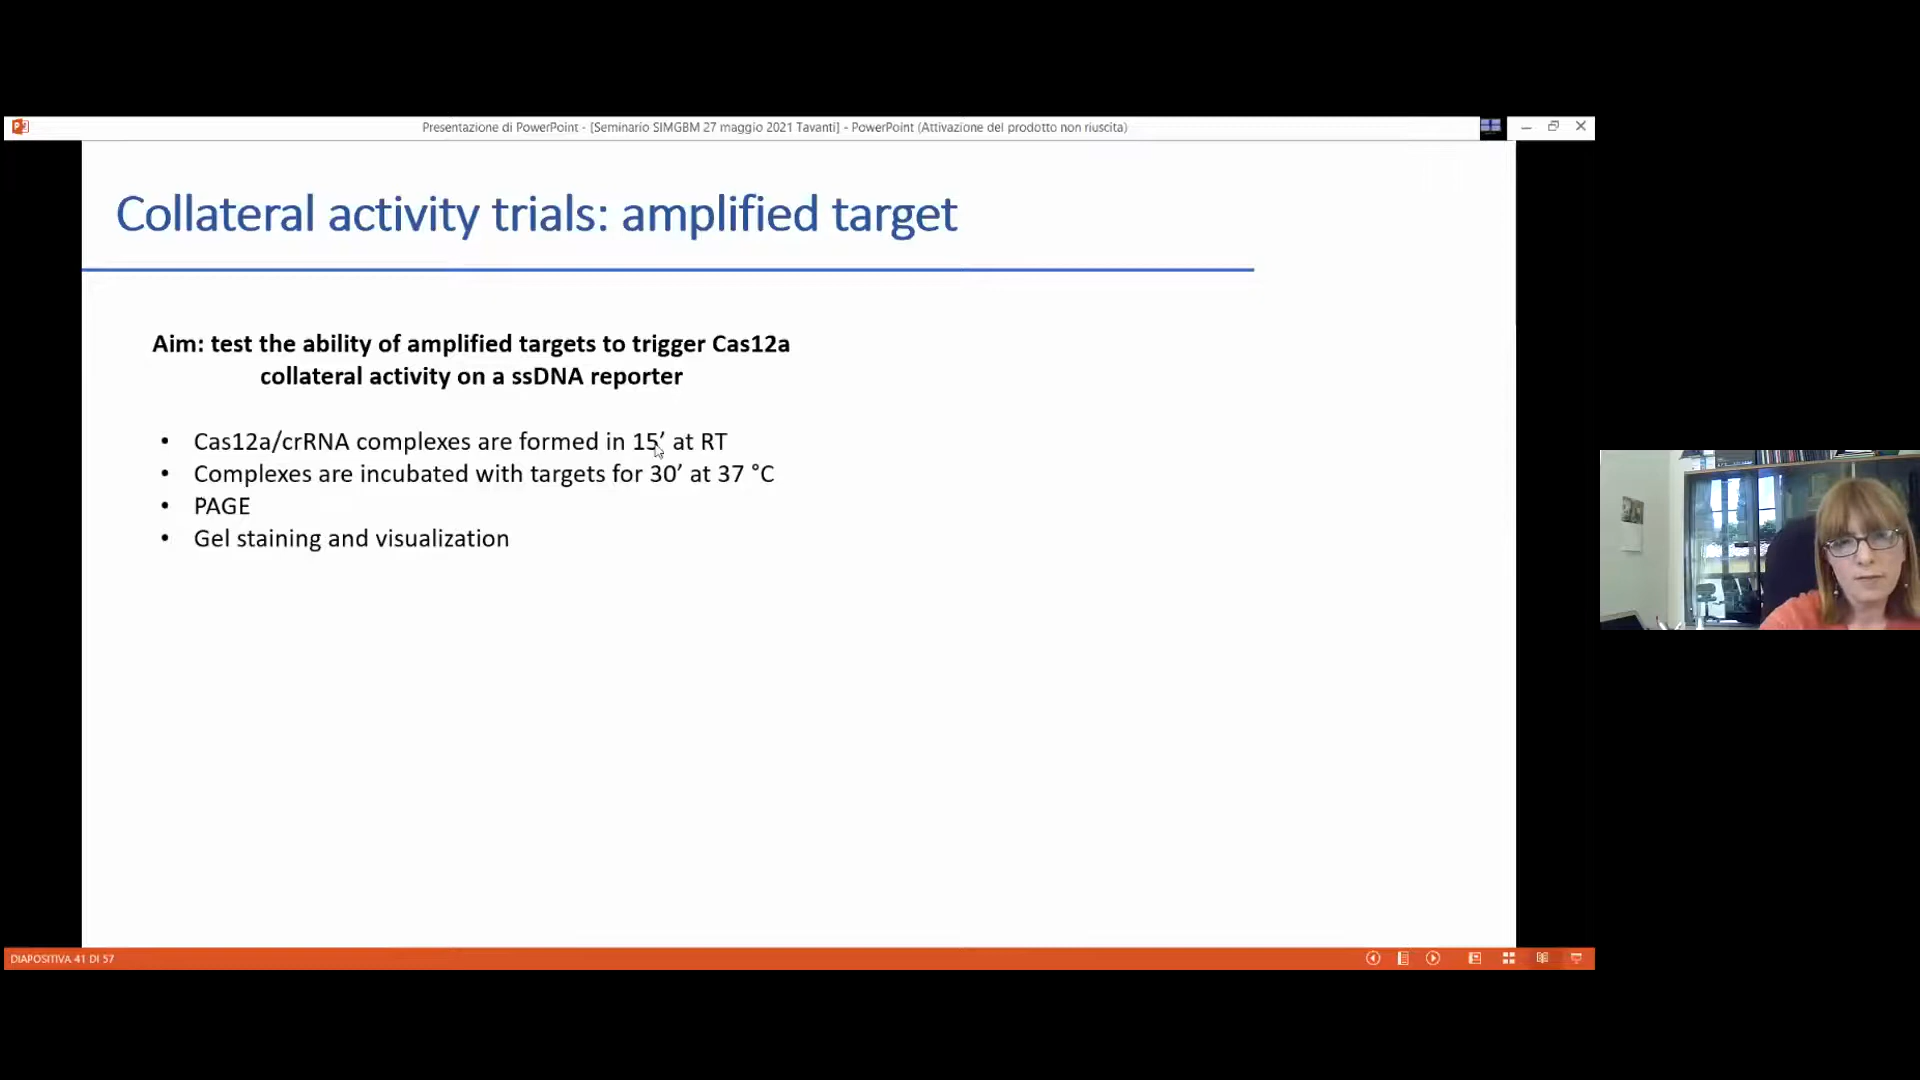 Presentazione di PowerPoint - [Seminario SIMGBM 27 maggio 2021 Tavanti] - PowerPoint (Attivazione del prodotto non riuscita)
Collateral activity trials: amplified target
Aim: test the ability of amplified targets to trigger Cas12a
collateral activity on a ssDNA reporter
• Cas12a/crRNA complexes are formed in 15’ at RT
• Complexes are incubated with targets for 30’ at 37 °C
• PAGE
• Gel staining and visualization
DIAPOSITIVA 41 DI 57